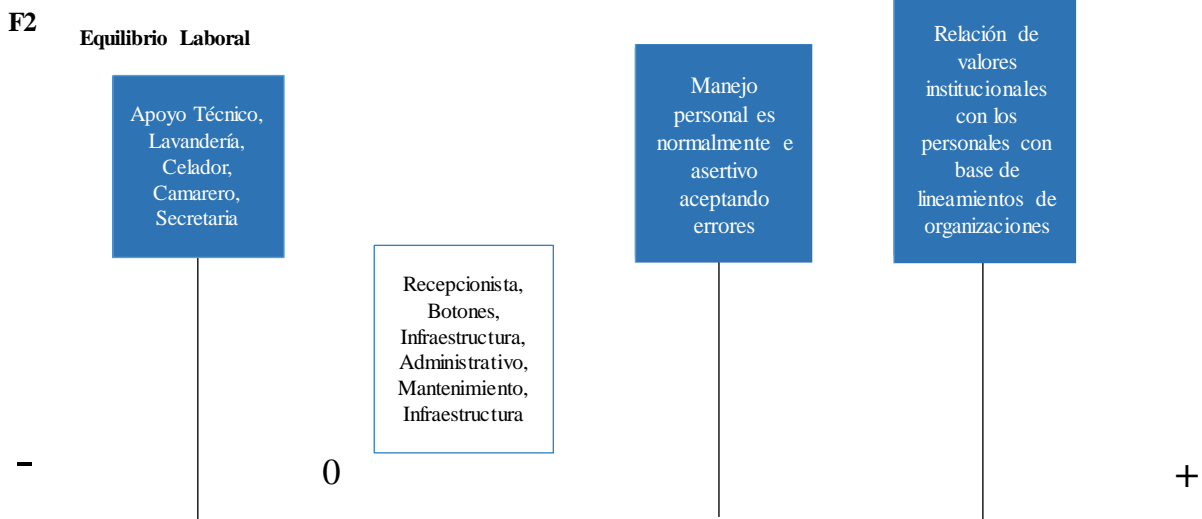 F2
Equilibrio Laboral
Apoyo Técnico,
Lavandería,
Celador,
Camarero,
Secretaria
Recepcionista,
Botones,
Infraestructura,
Administrativo,
Mantenimiento,
Infraestructura
Manejo
personal es
normalmente e
asertivo
aceptando
errores
Relación de
valores
institucionales
con los
personales con
base de
lineamientos de
organizaciones
-
0
+